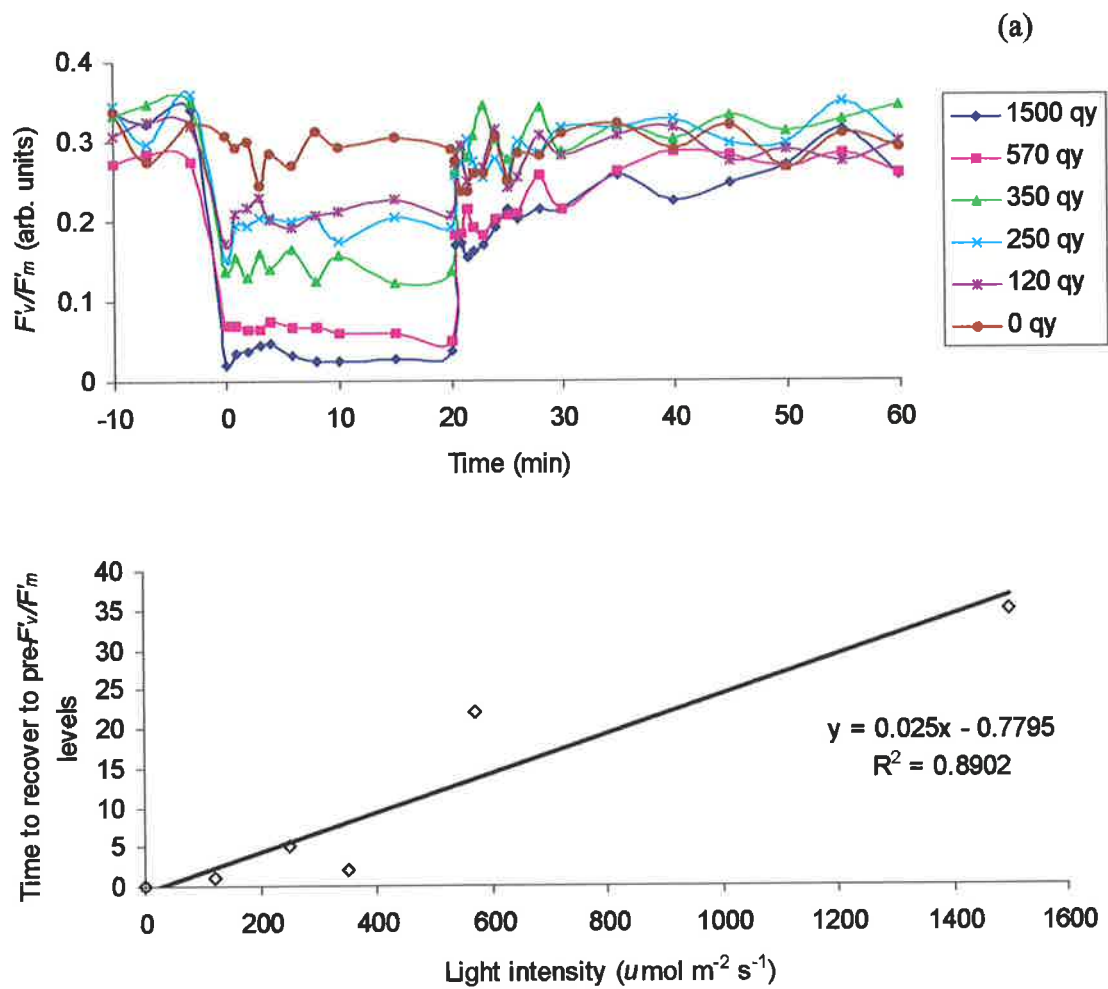 (a)
F'v/F'm (arb. units)
0.4
0.3
0.2
0.1
0
-10 0 10 20 30 40 50 60
Time (min)
1500 qy
570 qy
350 qy
250 qy
120 qy
0 qy
Time to recover to pre-F'v/F'm
levels
40
35
30
25
20
15
10
5
0
0 200 400 600 800 1000 1200 1400 1600
y = 0.025x - 0.7795
R² = 0.8902
Light intensity (umol m⁻² s⁻¹)